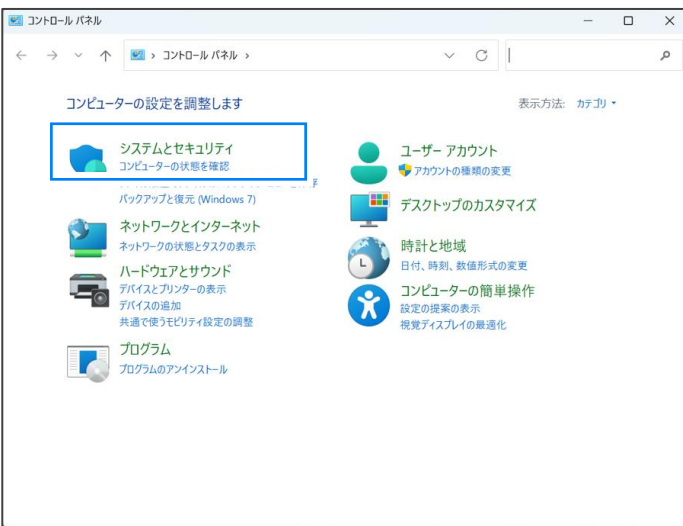 コントロール パネル
コントロール パネル
コンピューターの設定を調整します
表示方法: カテゴリ
システムとセキュリティ
コンピューターの状態を確認
バックアップと復元 (Windows 7)
ネットワークとインターネット
ネットワークの状態とタスクの表示
ハードウェアとサウンド
デバイスとプリンターの表示
デバイスの追加
共通で使うモビリティ設定の調整
プログラム
プログラムのアンインストール
ユーザー アカウント
アカウントの種類の変更
デスクトップのカスタマイズ
時計と地域
日付、時刻、数値形式の変更
コンピューターの簡単操作
設定の提案の表示
視覚ディスプレイの最適化